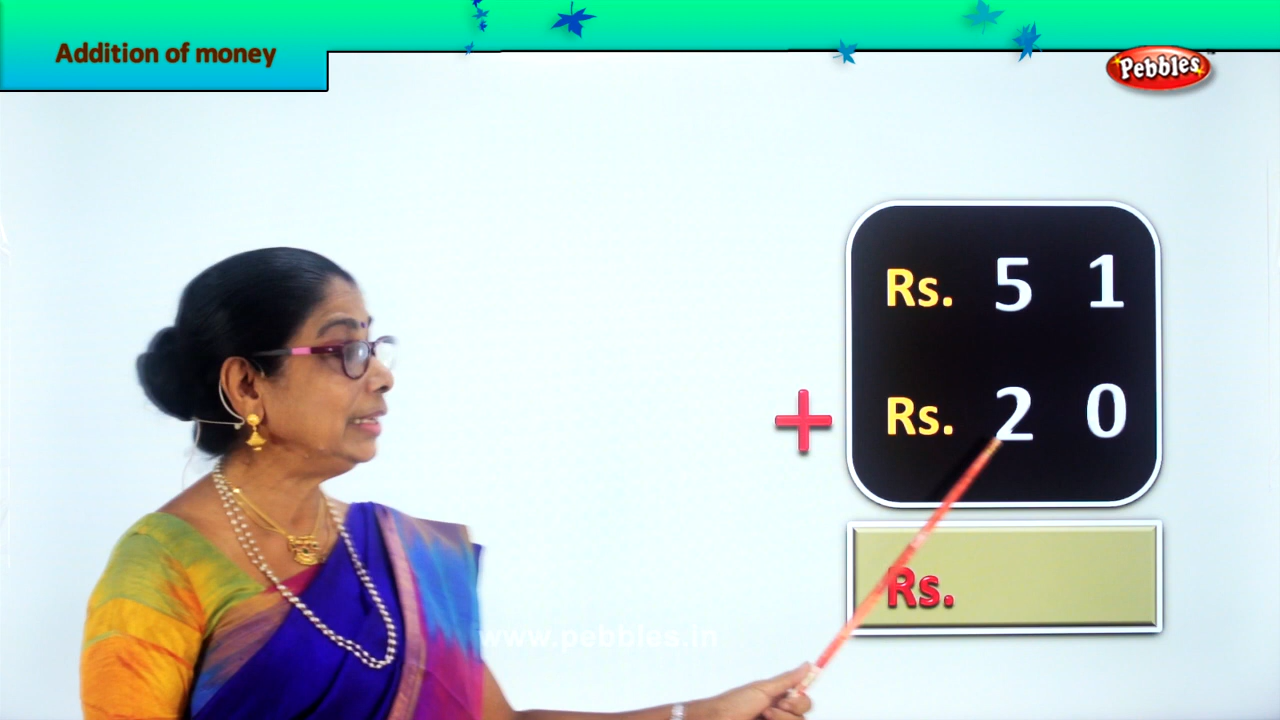 Addition of money
Pebbles
Rs. 5 1
+ Rs. 2 0
Rs.
www.pebbles.in